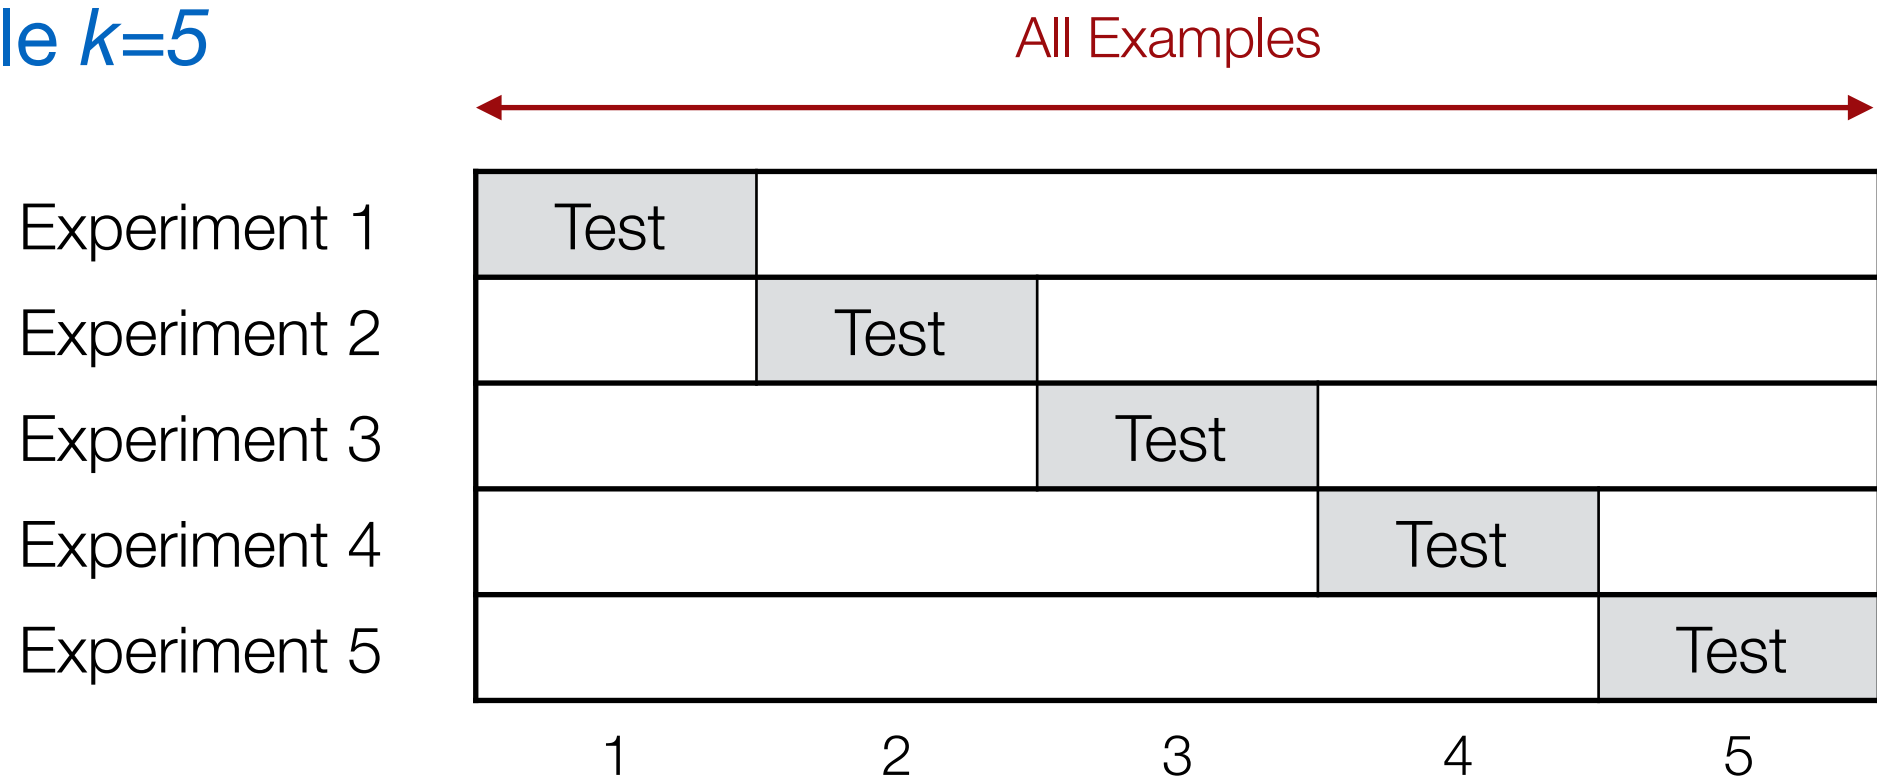 le k=5
All Examples
Experiment 1 Test
Experiment 2 Test
Experiment 3 Test
Experiment 4 Test
Experiment 5 Test
1 2 3 4 5